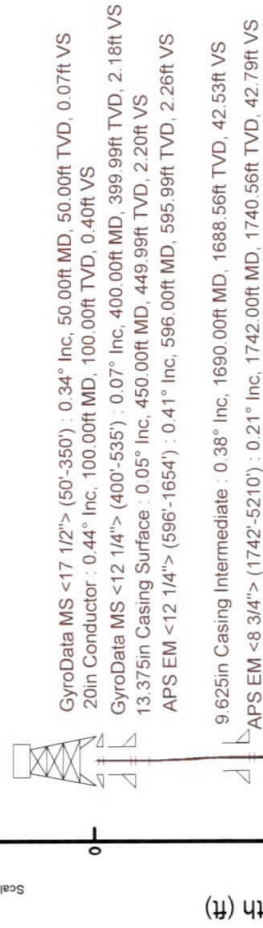 GyroData MS <17 1/2"> (50'-350') : 0.34° Inc, 50.00ft MD, 50.00ft TVD, 0.07ft VS
20in Conductor : 0.44° Inc, 100.00ft MD, 100.00ft TVD, 0.40ft VS
GyroData MS <12 1/4"> (400'-535') : 0.07° Inc, 400.00ft MD, 399.99ft TVD, 2.18ft VS
13.375in Casing Surface : 0.05° Inc, 450.00ft MD, 449.99ft TVD, 2.20ft VS
APS EM <12 1/4"> (596'-1654') : 0.41° Inc, 596.00ft MD, 595.99ft TVD, 2.26ft VS
9.625in Casing Intermediate : 0.38° Inc, 1690.00ft MD, 1688.56ft TVD, 42.53ft VS
APS EM <8 3/4"> (1742'-5210') : 0.21° Inc, 1742.00ft MD, 1740.56ft TVD, 42.79ft VS
0
(ft)
Scal